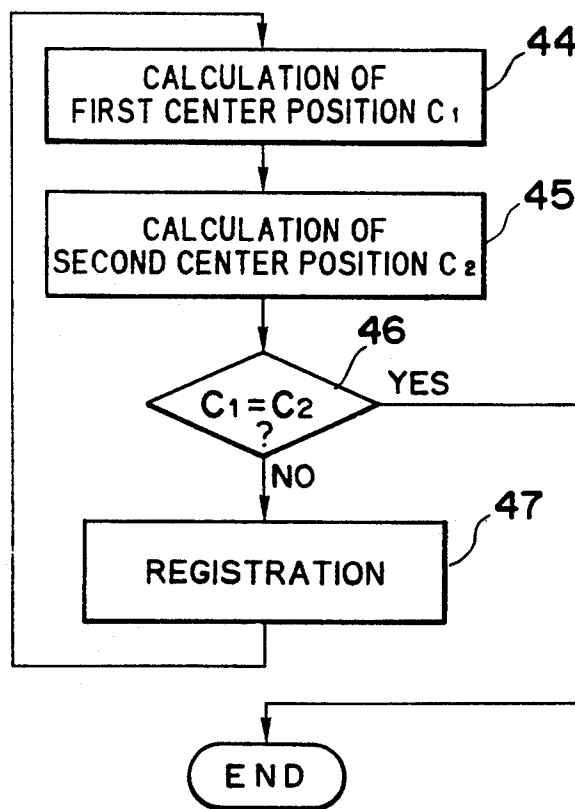 44
CALCULATION OF
FIRST CENTER POSITION C₁
45
CALCULATION OF
SECOND CENTER POSITION C₂
46
YES
C₁=C₂
?
NO
47
REGISTRATION
END